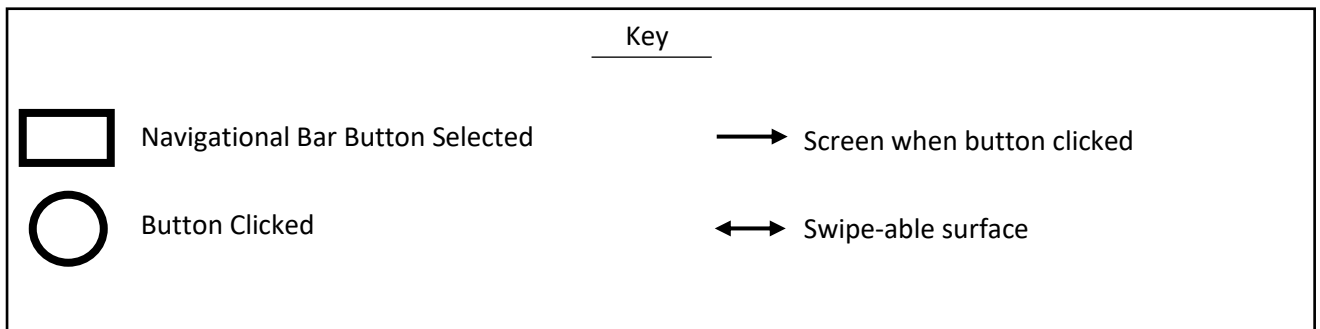 Key
Navigational Bar Button Selected
Screen when button clicked
Button Clicked
Swipe-able surface